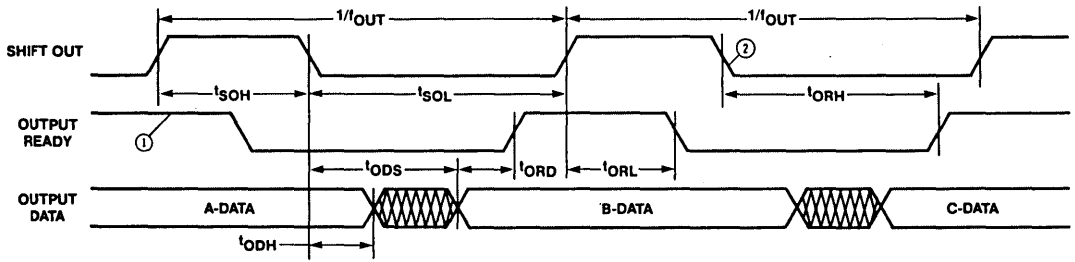 1/fOUT 1/fOUT
SHIFT OUT
2
tSOH tSOL tORH
OUTPUT
READY
1
tODS tORD tORL
OUTPUT
DATA
A-DATA B-DATA C-DATA
tODH